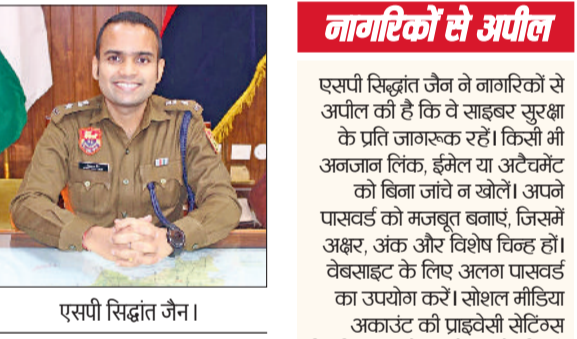 एसपी सिद्धांत जैन।
नागरिकों से अपील
एसपी सिद्धांत जैन ने नागरिकों से
अपील की है कि वे साइबर सुरक्षा
के प्रति जागरूक रहें। किसी भी
अनजान लिंक, ईमेल या अटैचमेंट
को बिना जांचे न खोलें। अपने
पासवर्ड को मजबूत बनाएं, जिसमें
अक्षर, अंक और विशेष चिन्ह हों।
वेबसाइट के लिए अलग पासवर्ड
का उपयोग करें। सोशल मीडिया
अकाउंट की प्राइवेसी सेटिंग्स